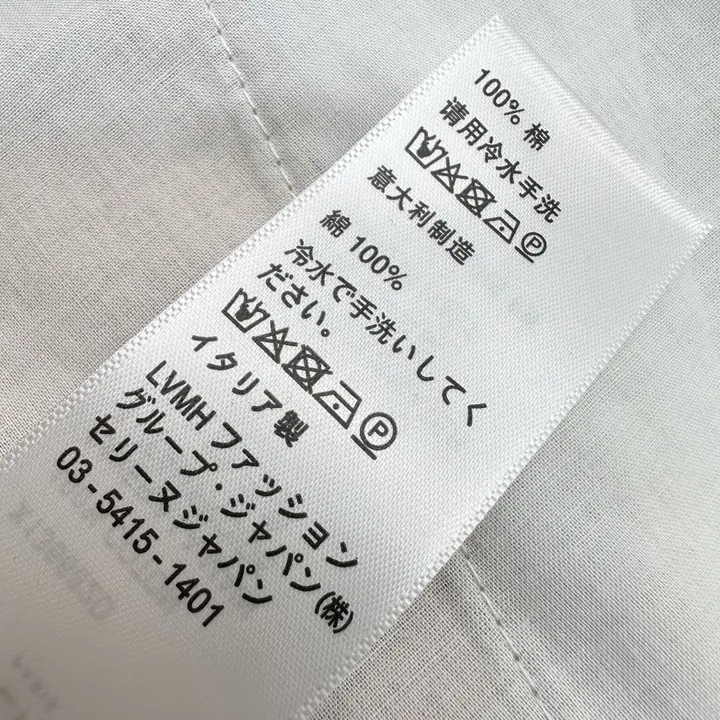 100% 棉
请用冷水手洗
P
意大利制造
綿 100%
冷水で手洗いしてく
ださい。
P
イタリア製
LVMH ファッション
グループ・ジャパン(株)
セリーヌジャパン
03-5415-1401